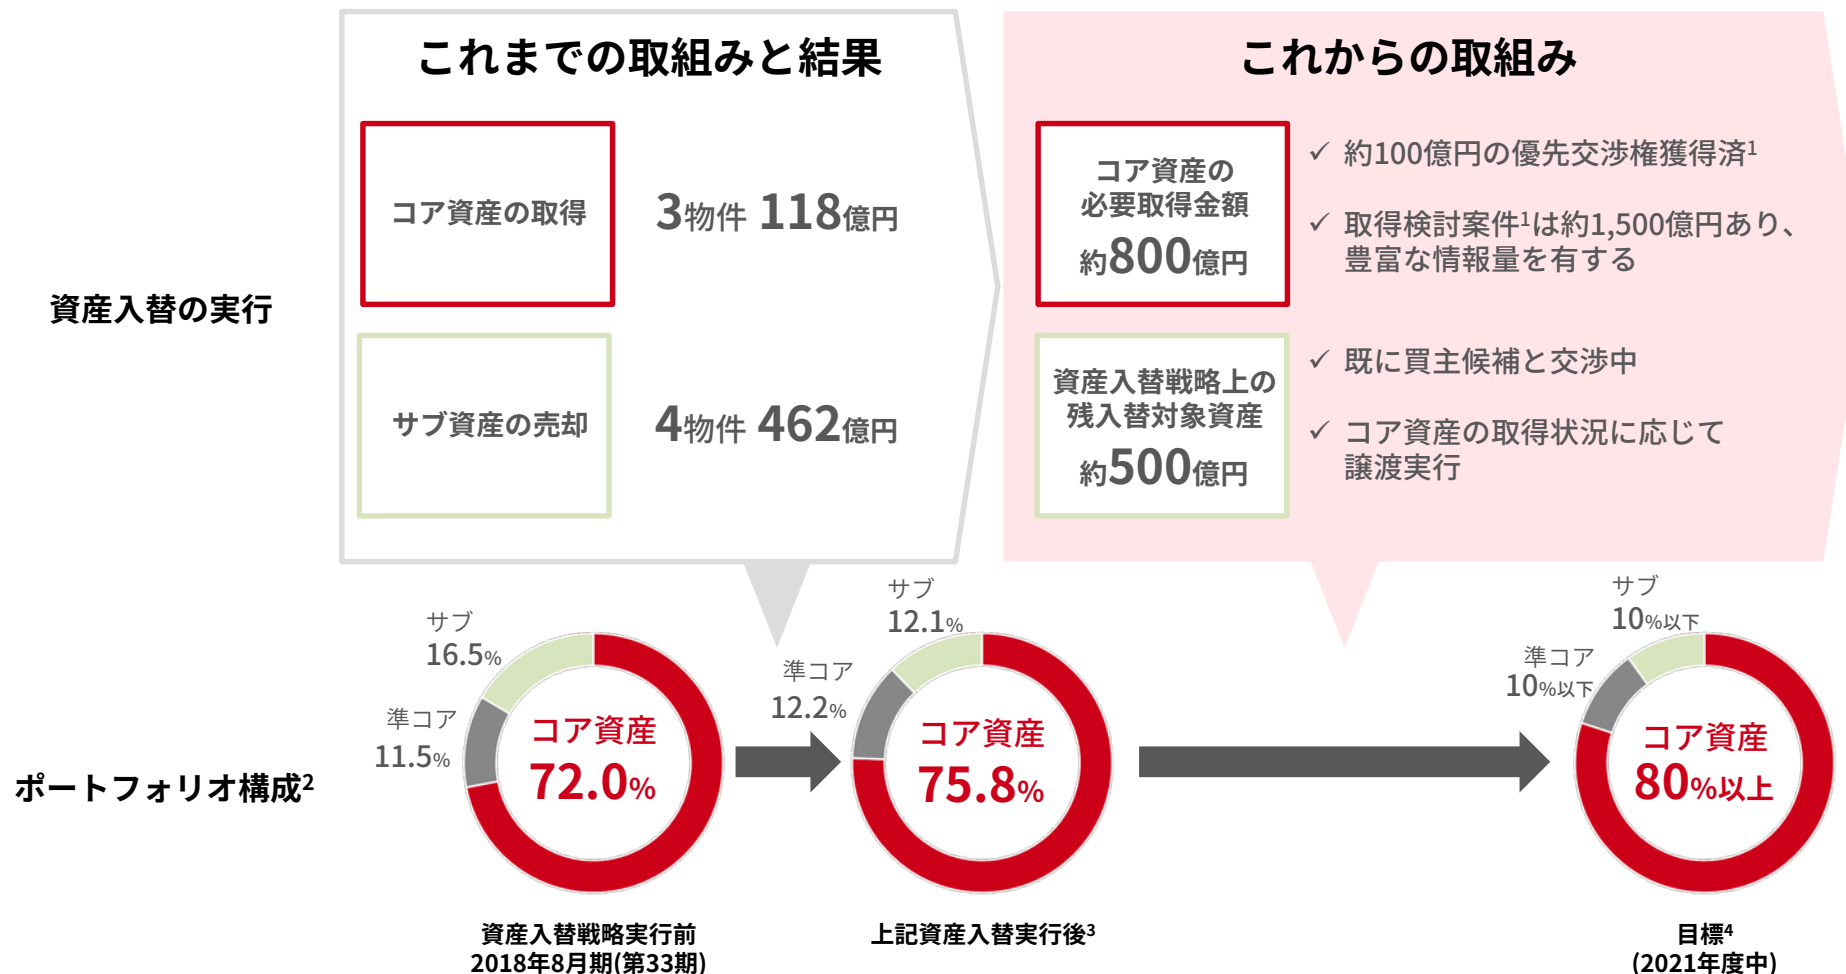 これまでの取組みと結果
これからの取組み
資産入替の実行
コア資産の取得
3物件 118億円
サブ資産の売却
4物件 462億円
コア資産の
必要取得金額
約800億円
✓ 約100億円の優先交渉権獲得済1
✓ 取得検討案件1は約1,500億円あり、
豊富な情報量を有する
資産入替戦略上の
残入替対象資産
約500億円
✓ 既に買主候補と交渉中
✓ コア資産の取得状況に応じて
譲渡実行
ポートフォリオ構成2
サブ
16.5%
準コア
11.5%
コア資産
72.0%
資産入替戦略実行前
2018年8月期(第33期)
サブ
12.1%
準コア
12.2%
コア資産
75.8%
上記資産入替実行後3
サブ
10%以下
準コア
10%以下
コア資産
80%以上
目標4
(2021年度中)